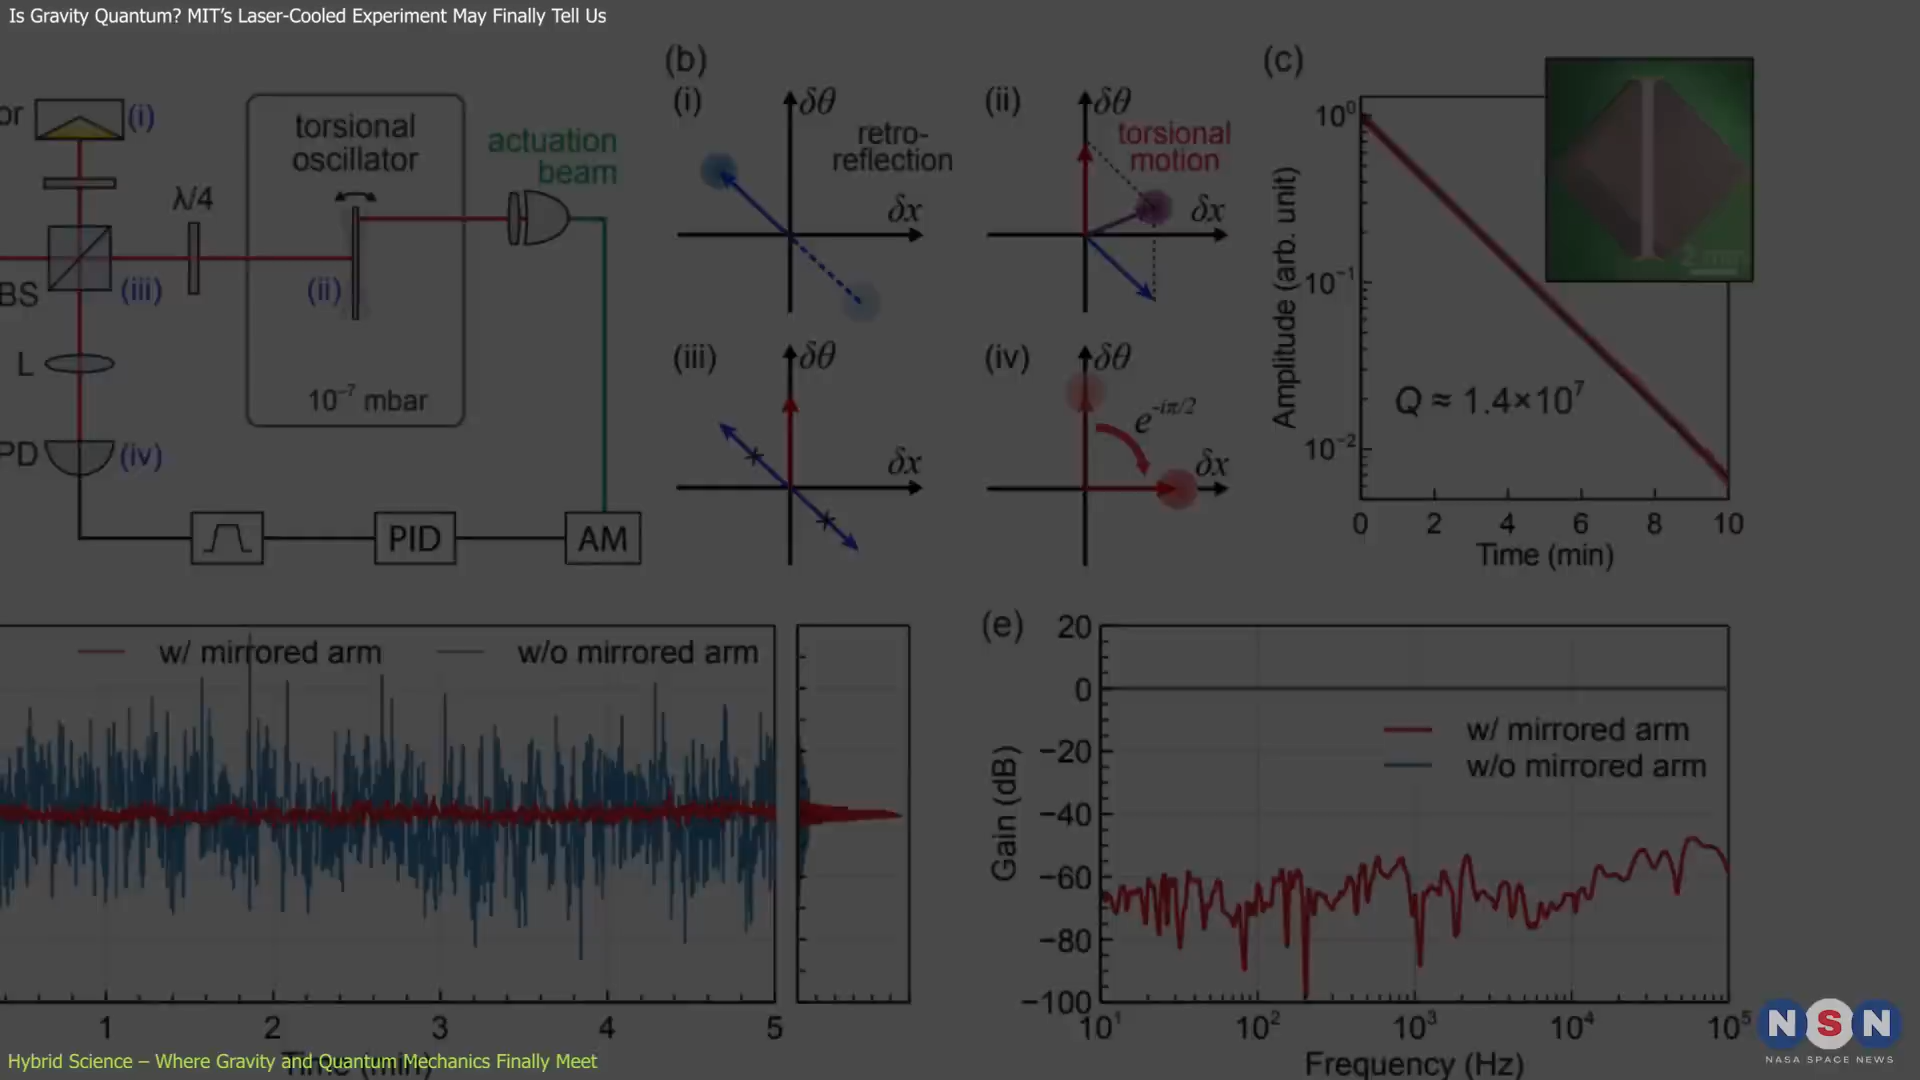 Is Gravity Quantum? MIT's Laser-Cooled Experiment May Finally Tell Us
or
(i)
torsional
oscillator
actuation
beam
λ/4
BS
(iii)
(ii)
L
10⁻⁷ mbar
PD
(iv)
PID
AM
(b)
(i)
δθ
retro-
reflection
δx
(ii)
δθ
torsional
motion
δx
(iii)
δθ
δx
(iv)
δθ
e^{-iπ/2}
δx
(c)
10⁰
10⁻¹
10⁻²
Amplitude (arb. unit)
Q ≈ 1.4×10⁷
2 mm
0 2 4 6 8 10
Time (min)
w/ mirrored arm
w/o mirrored arm
1 2 3 4 5
Time (min)
(e)
20
0
−20
−40
−60
−80
−100
Gain (dB)
w/ mirrored arm
w/o mirrored arm
10¹ 10² 10³ 10⁴ 10⁵
Frequency (Hz)
Hybrid Science – Where Gravity and Quantum Mechanics Finally Meet
NSN
NASA SPACE NEWS